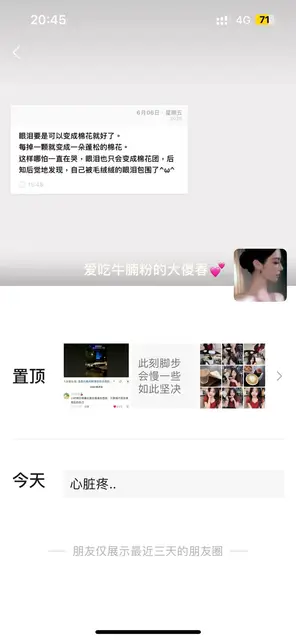 20:45
4G
71
6月06日 · 星期五
眼泪要是可以变成棉花就好了。
每掉一颗就变成一朵蓬松的棉花。
这样哪怕一直在哭，眼泪也只会变成棉花团，后
知后觉地发现，自己被毛绒绒的眼泪包围了^ω^
爱吃牛腩粉的大傻春💕
置顶
此刻脚步
会慢一些
如此坚决
今天
心脏疼..
朋友仅展示最近三天的朋友圈